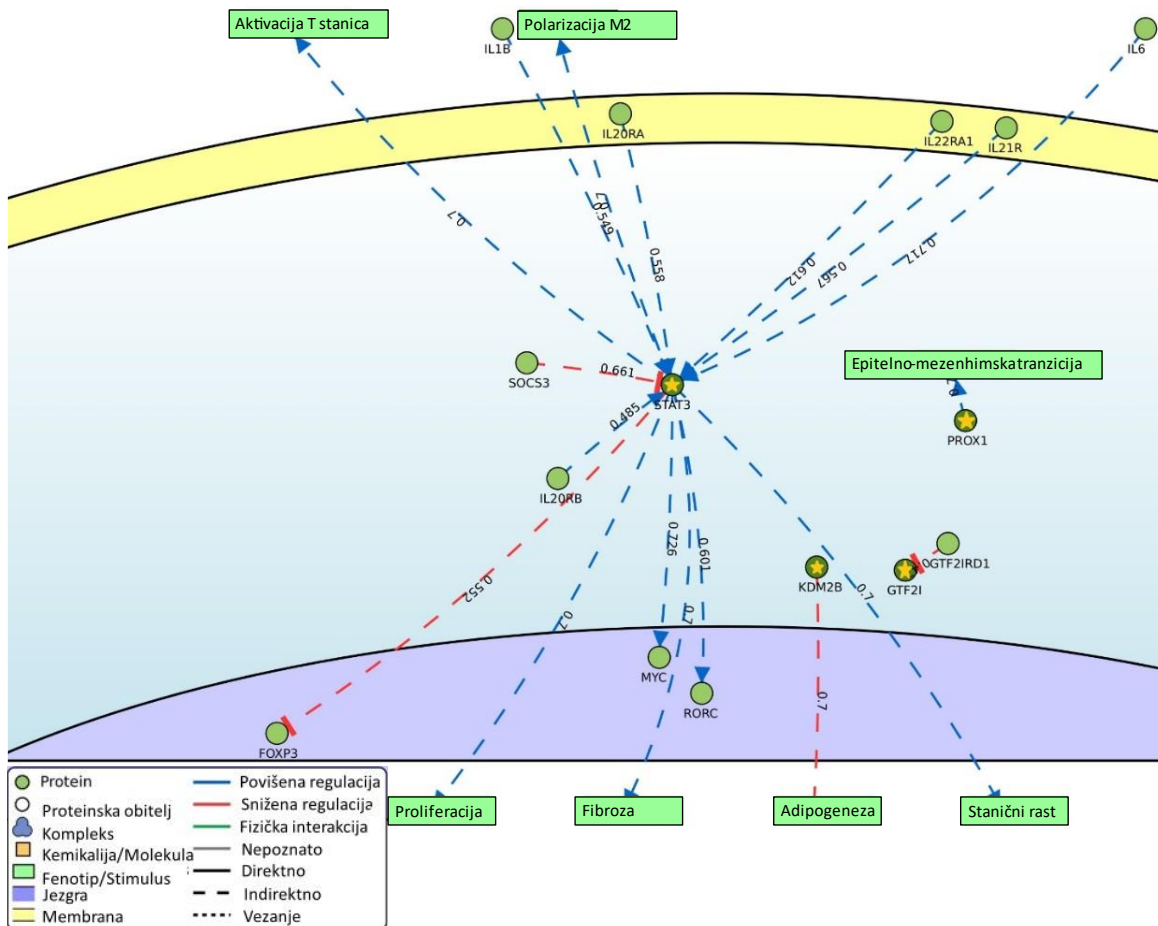 Aktivacija T stanica
Polarizacija M2
IL1B
IL6
IL20RA
IL22RA1
IL21R
0.7
0.7
0.549
0.558
0.612
0.567
0.717
SOCS3
0.661
STAT3
Epitelno-mezenhimskatranzicija
PROX1
0.485
IL20RB
0.726
0.601
GTF2IRD1
GTF2I
KDM2B
0.552
0.7
0.7
0.7
MYC
RORC
0.7
FOXP3
Proliferacija
Fibroza
Adipogeneza
Stanični rast
Protein
Proteinska obitelj
Kompleks
Kemikalija/Molekula
Fenotip/Stimulus
Jezgra
Membrana
Povišena regulacija
Snižena regulacija
Fizička interakcija
Nepoznato
Direktno
Indirektno
Vezanje